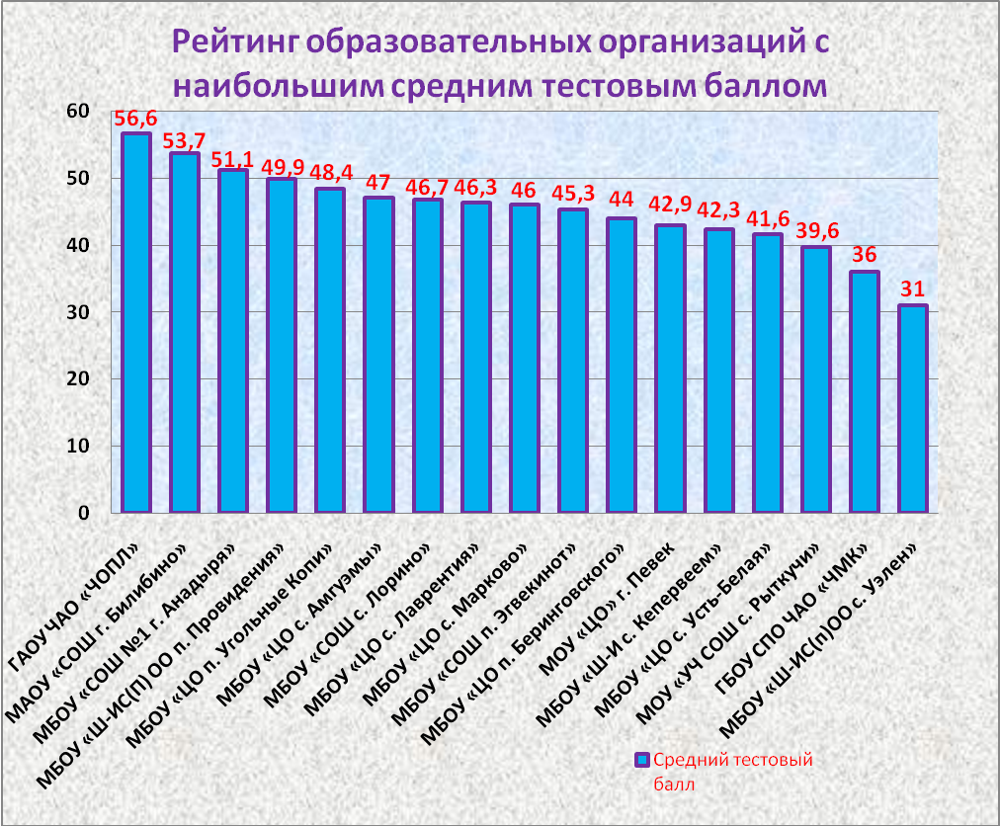 Рейтинг образовательных организаций с
наибольшим средним тестовым баллом
60
50
40
30
20
10
0
56,6
53,7
51,1
49,9
48,4
47
46,7
46,3
46
45,3
44
42,9
42,3
41,6
39,6
36
31
ГАОУ ЧАО «ЧОПЛ»
МАОУ «СОШ г. Билибино»
МБОУ «СОШ №1 г. Анадыря»
МБОУ «Ш-ИС(П) ОО п. Провидения»
МБОУ «ЦО п. Угольные Копи»
МБОУ «ЦО с. Амгуэмы»
МБОУ «СОШ с. Лорино»
МБОУ «ЦО с. Лаврентия»
МБОУ «ЦО с. Марково»
МБОУ «СОШ п. Эгвекинот»
МБОУ «ЦО п. Беринговского»
МОУ «ЦО» г. Певек
МБОУ «Ш-И с. Кепервеем»
МБОУ «ЦО с. Усть-Белая»
МОУ «УЧ СОШ с. Рыткучи»
ГБОУ СПО ЧАО «ЧМК»
МБОУ «Ш-ИС(п)ОО с. Уэлен»
Средний тестовый
балл